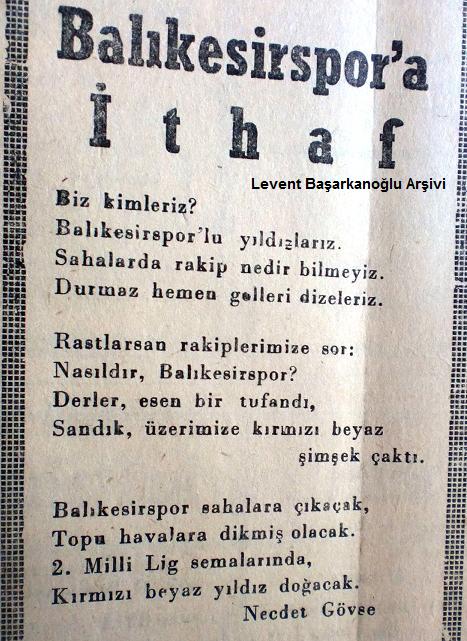 Balıkesirspor'a
İthaf
Levent Başarkanoğlu Arşivi
Biz kimleriz?
Balıkesirspor'lu yıldızlarız.
Sahalarda rakip nedir bilmeyiz.
Durmaz hemen golleri dizeleriz.
Rastlarsan rakiplerimize sor:
Nasıldır, Balıkesirspor?
Derler, esen bir tufandı,
Sandık, üzerimize kırmızı beyaz
şimşek çaktı.
Balıkesirspor sahalara çıkaçak,
Topu havalara dikmiş olacak.
2. Milli Lig semalarında,
Kırmızı beyaz yıldız doğacak.
Necdet Gövse